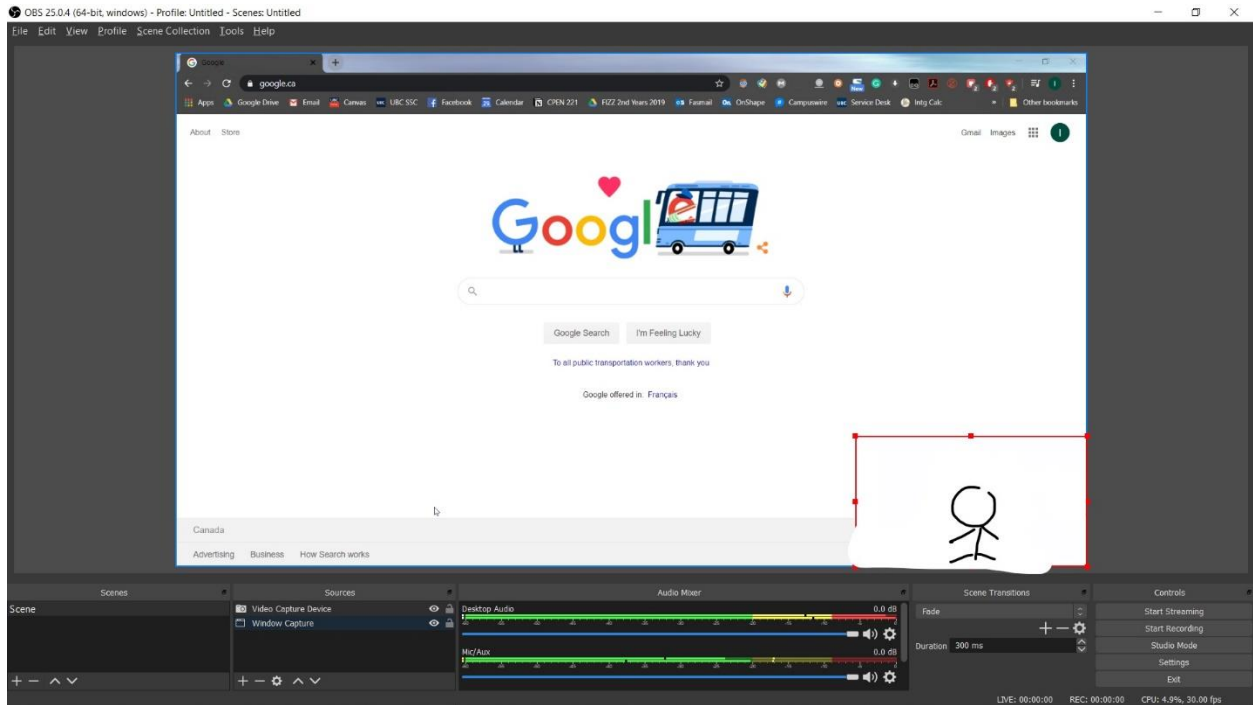 OBS 25.0.4 (64-bit, windows) - Profile: Untitled - Scenes: Untitled
File Edit View Profile Scene Collection Tools Help
Google
google.ca
Apps Google Drive Email Canvas UBC SSC Facebook Calendar CPEN 221 FIZZ 2nd Years 2019 Fasmail OnShape Campuswire Service Desk Intg Calc » Other bookmarks
About Store Gmail Images I
Google
Google Search I'm Feeling Lucky
To all public transportation workers, thank you
Google offered in: Français
Canada
Advertising Business How Search works
Scenes Sources Audio Mixer Scene Transitions Controls
Scene
Video Capture Device
Window Capture
Desktop Audio 0.0 dB
Mic/Aux 0.0 dB
Fade
Duration 300 ms
Start Streaming
Start Recording
Studio Mode
Settings
Exit
LIVE: 00:00:00 REC: 00:00:00 CPU: 4.9%, 30.00 fps